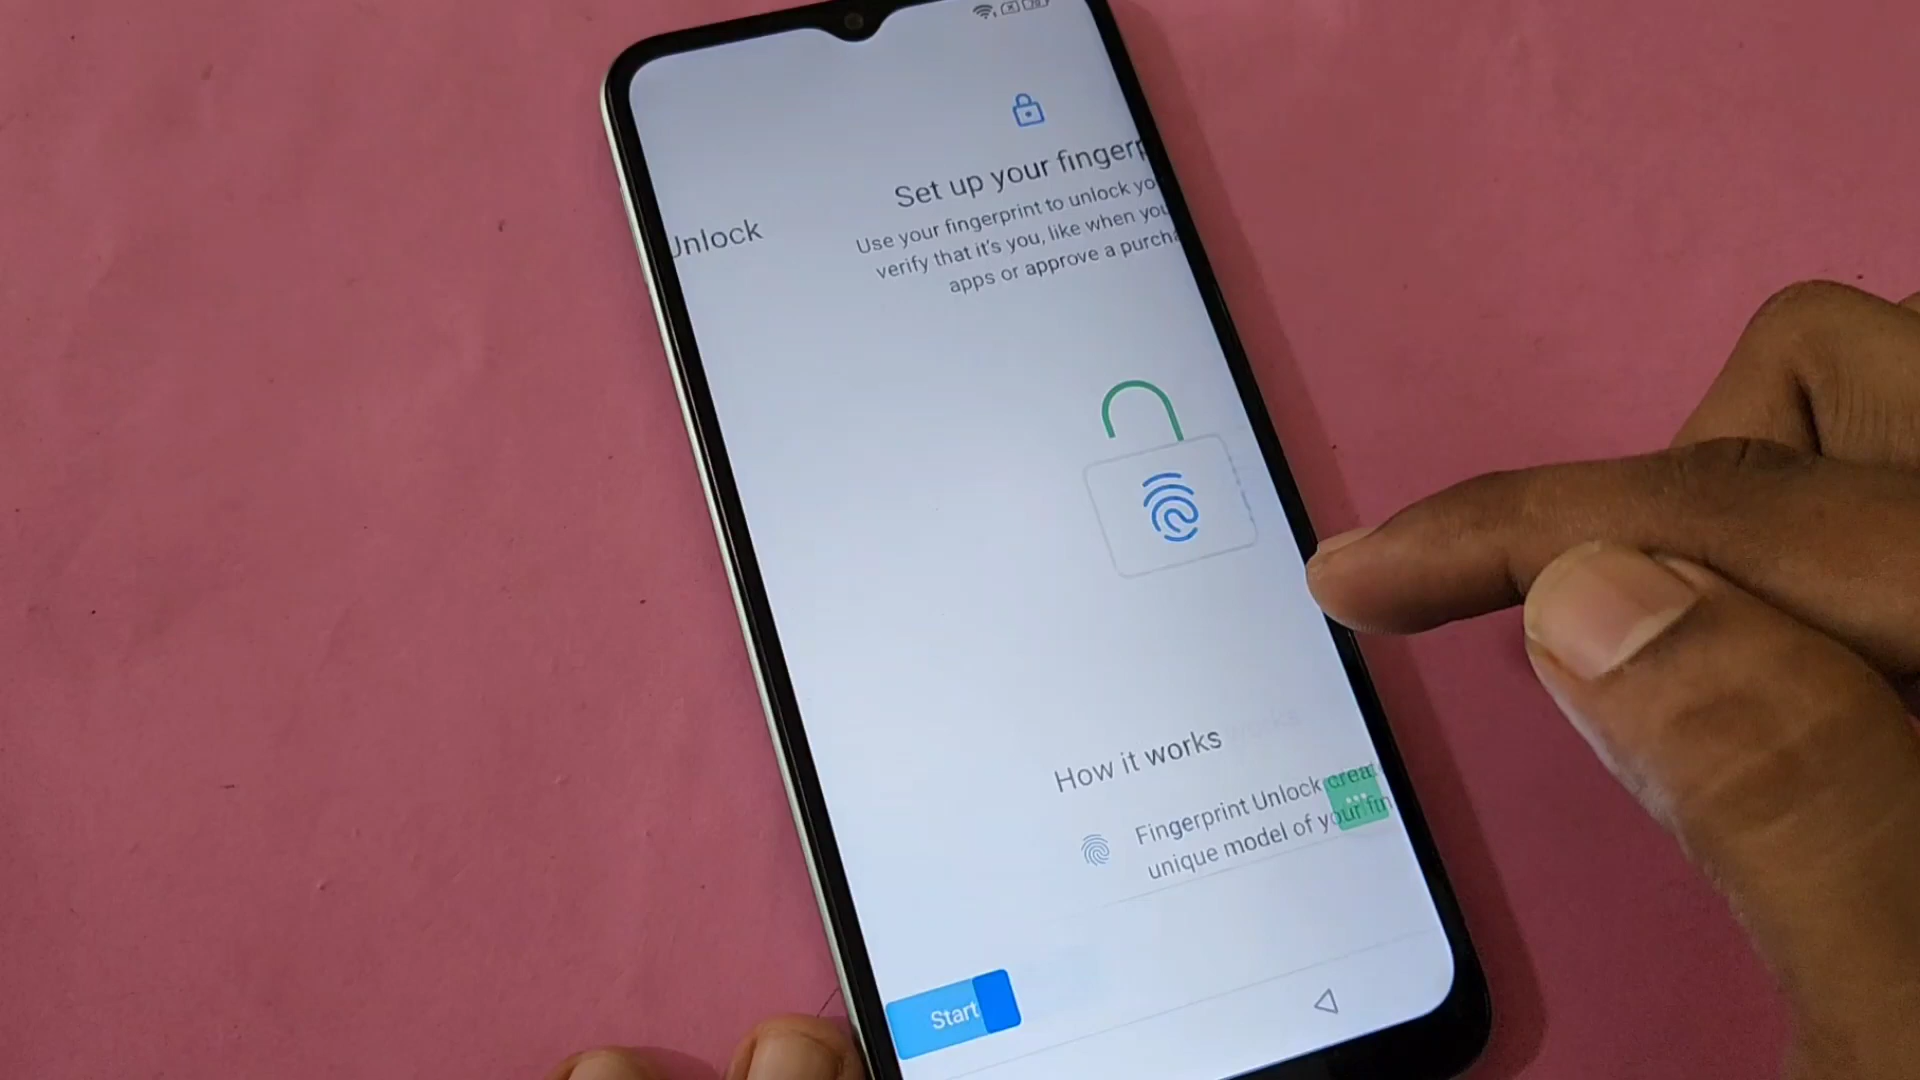 Set up your fingerp
Use your fingerprint to unlock yo
verify that it's you, like when you
apps or approve a purcha
Unlock
How it works
Fingerprint Unlock creat
unique model of your fin
Start